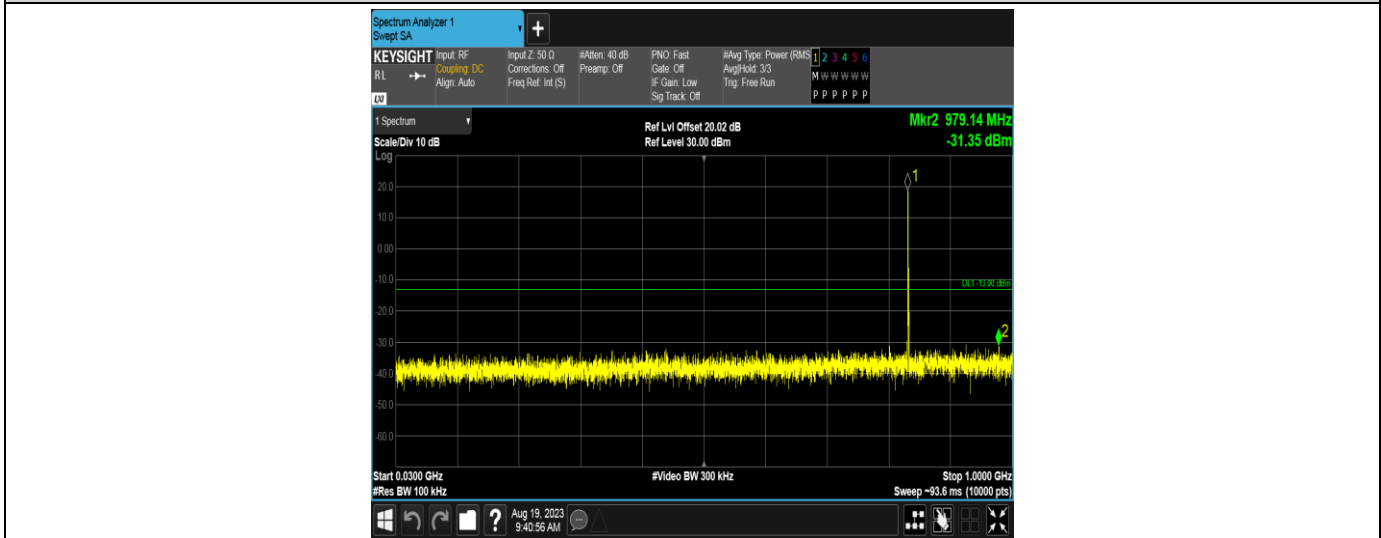 Spectrum Analyzer 1
Swept SA
+
KEYSIGHT
RL
LXI
Input: RF
Coupling: DC
Align: Auto
Input Z: 50 Ω
Corrections: Off
Freq Ref: Int (S)
#Atten: 40 dB
Preamp: Off
PNO: Fast
Gate: Off
IF Gain: Low
Sig Track: Off
#Avg Type: Power (RMS
Avg|Hold: 3/3
Trig: Free Run
1 2 3 4 5 6
M W W W W W
P P P P P P
1 Spectrum
Scale/Div 10 dB
Log
Ref Lvl Offset 20.02 dB
Ref Level 30.00 dBm
Mkr2 979.14 MHz
-31.35 dBm
1
20.0
10.0
0.00
-10.0
DL1 -13.00 dBm
-20.0
2
-30.0
-40.0
-50.0
-60.0
Start 0.0300 GHz
#Res BW 100 kHz
#Video BW 300 kHz
Stop 1.0000 GHz
Sweep ~93.6 ms (10000 pts)
?
Aug 19, 2023
9:40:56 AM